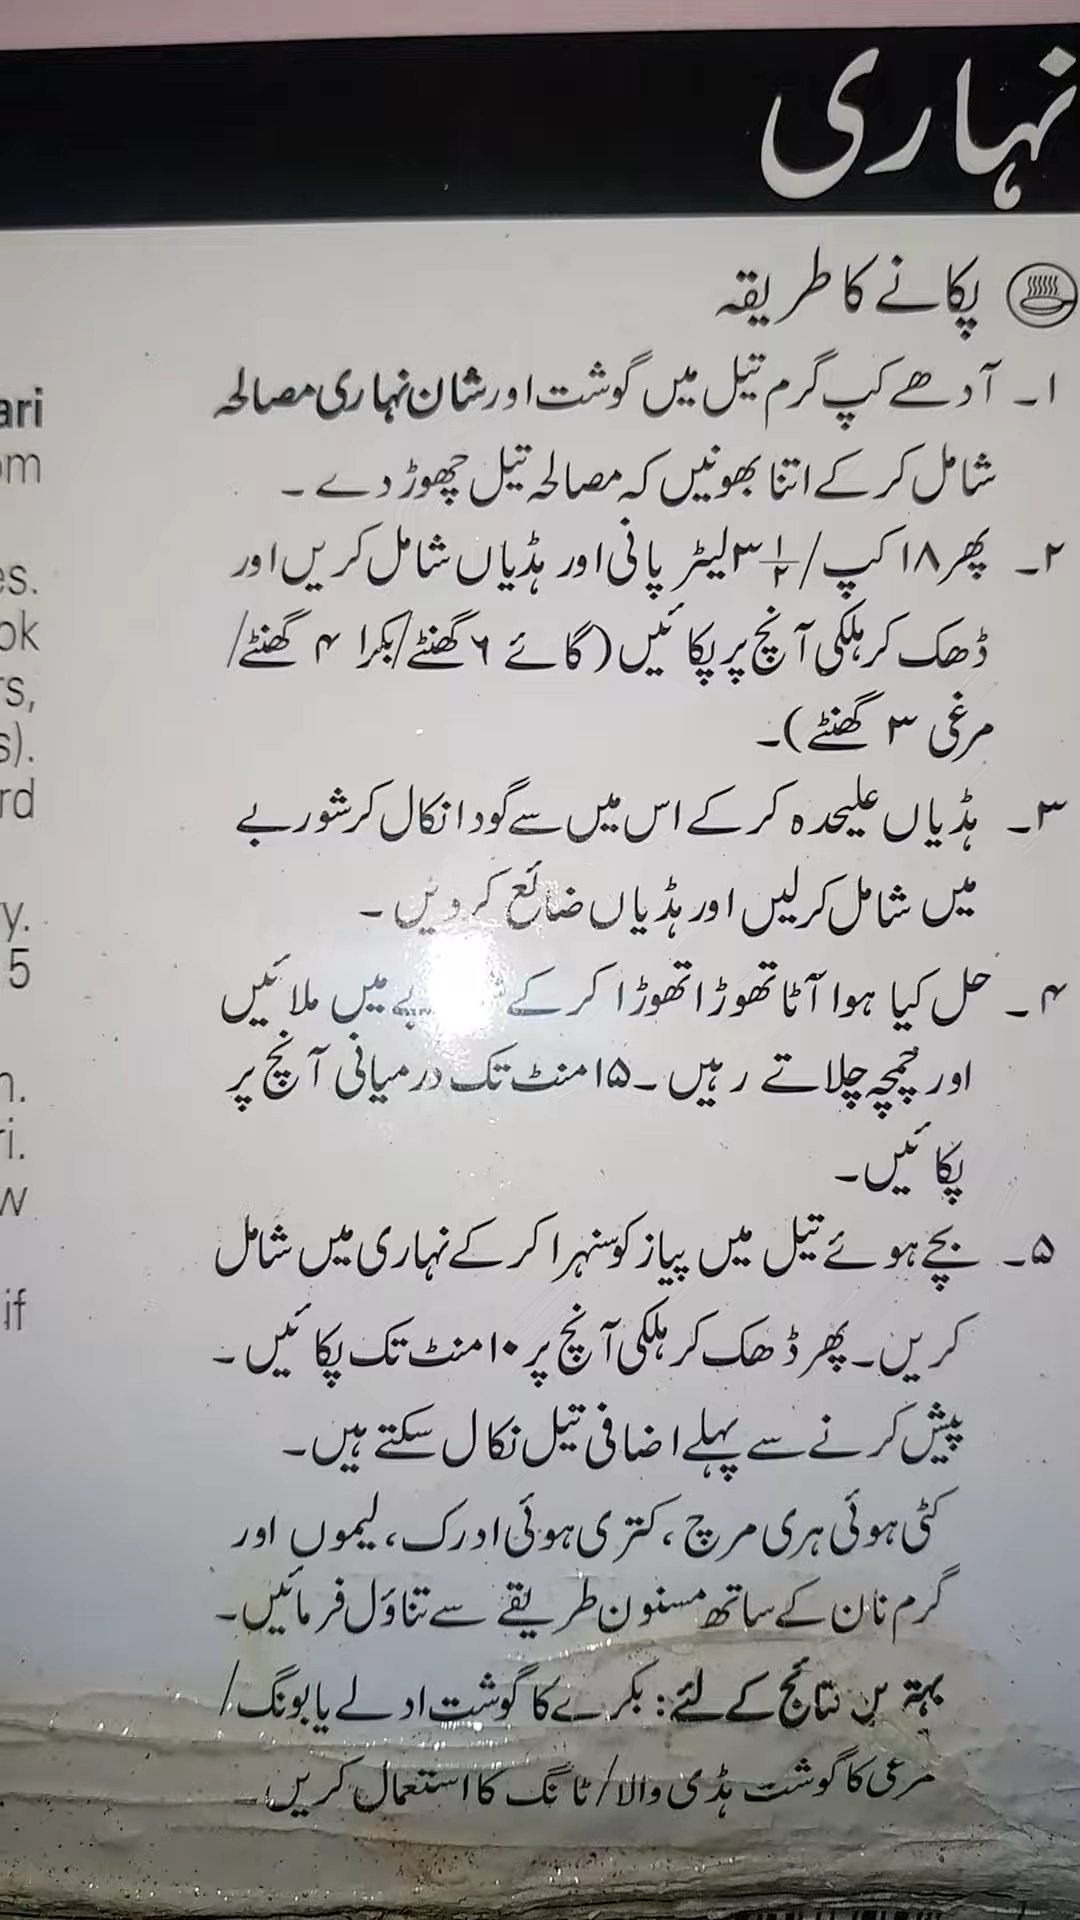 نہاری
پکانے کا طریقہ
۱۔ آدھے کپ گرم تیل میں گوشت اور شان نہاری مصالحہ
شامل کر کے اتنا بھونیں کہ مصالحہ تیل چھوڑ دے۔
۲۔ پھر ۱۸ کپ/ ۳ ۱/۲ لیٹر پانی اور ہڈیاں شامل کریں اور
ڈھک کر ہلکی آنچ پر پکائیں (گائے ۶ گھنٹے/بکرا ۴ گھنٹے/
مرغی ۳ گھنٹے)۔
۳۔ ہڈیاں علیحدہ کر کے اس میں سے گودا نکال کر شوربے
میں شامل کرلیں اور ہڈیاں ضائع کردیں۔
۴۔ حل کیا ہوا آٹا تھوڑا تھوڑا کر کے میں ملائیں
اور چمچہ چلاتے رہیں۔ ۱۵ منٹ تک درمیانی آنچ پر
پکائیں۔
۵۔ بچے ہوئے تیل میں پیاز کو سنہرا کر کے نہاری میں شامل
کریں۔ پھر ڈھک کر ہلکی آنچ پر ۱۰ منٹ تک پکائیں۔
پیش کرنے سے پہلے اضافی تیل نکال سکتے ہیں۔
کٹی ہوئی ہری مرچ، کتری ہوئی ادرک، لیموں اور
گرم نان کے ساتھ مسنون طریقے سے تناؤل فرمائیں۔
بہترین نتائج کے لئے: بکرے کا گوشت ادلے یا بونگ/
مرغی کا گوشت ہڈی والا/ ٹانگ کا استعمال کریں۔
ari
om
es.
ok
rs,
s).
rd
y.
5
n.
ri.
w
if